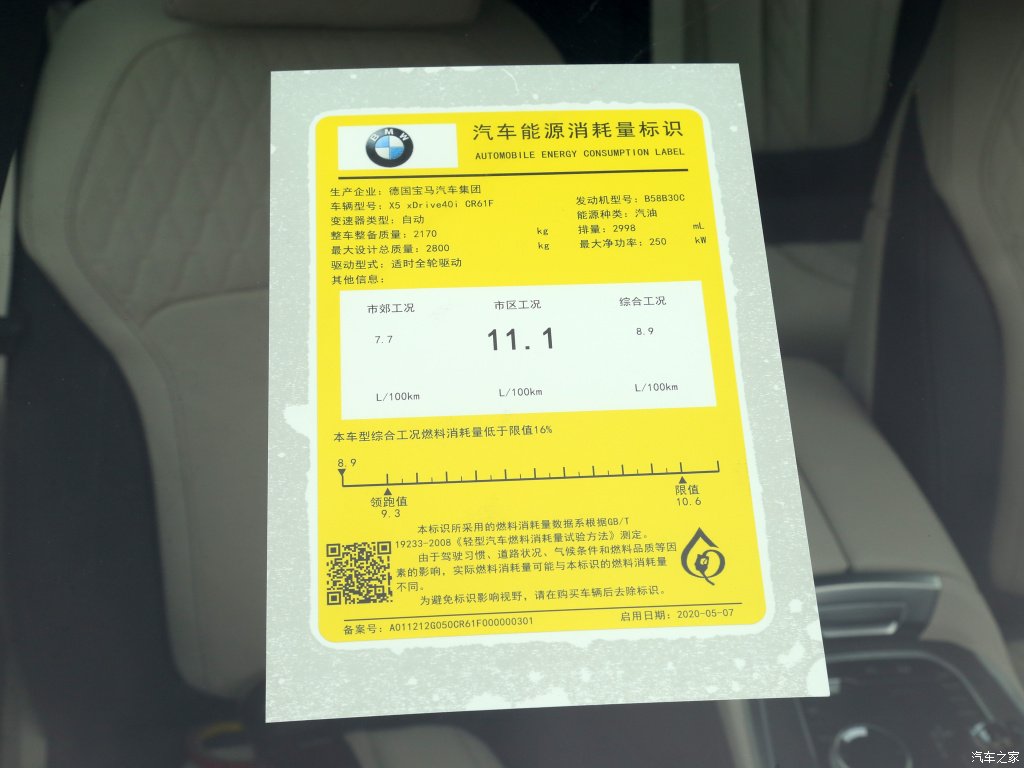 BMW
汽车能源消耗量标识
AUTOMOBILE ENERGY CONSUMPTION LABEL
生产企业：德国宝马汽车集团
车辆型号：X5 xDrive40i CR61F
发动机型号：B58B30C
变速器类型：自动
能源种类：汽油
整车整备质量：2170 kg
排量：2998 mL
最大设计总质量：2800 kg
最大净功率：250 kW
驱动型式：适时全轮驱动
其他信息：
市郊工况 市区工况 综合工况
7.7 11.1 8.9
L/100km L/100km L/100km
本车型综合工况燃料消耗量低于限值16%
8.9
领跑值 限值
9.3 10.6
本标识所采用的燃料消耗量数据系根据GB/T
19233-2008《轻型汽车燃料消耗量试验方法》测定。
由于驾驶习惯、道路状况、气候条件和燃料品质等因
素的影响，实际燃料消耗量可能与本标识的燃料消耗量
不同。
为避免标识影响视野，请在购买车辆后去除标识。
备案号：A011212G050CR61F000000301 启用日期：2020-05-07
汽车之家